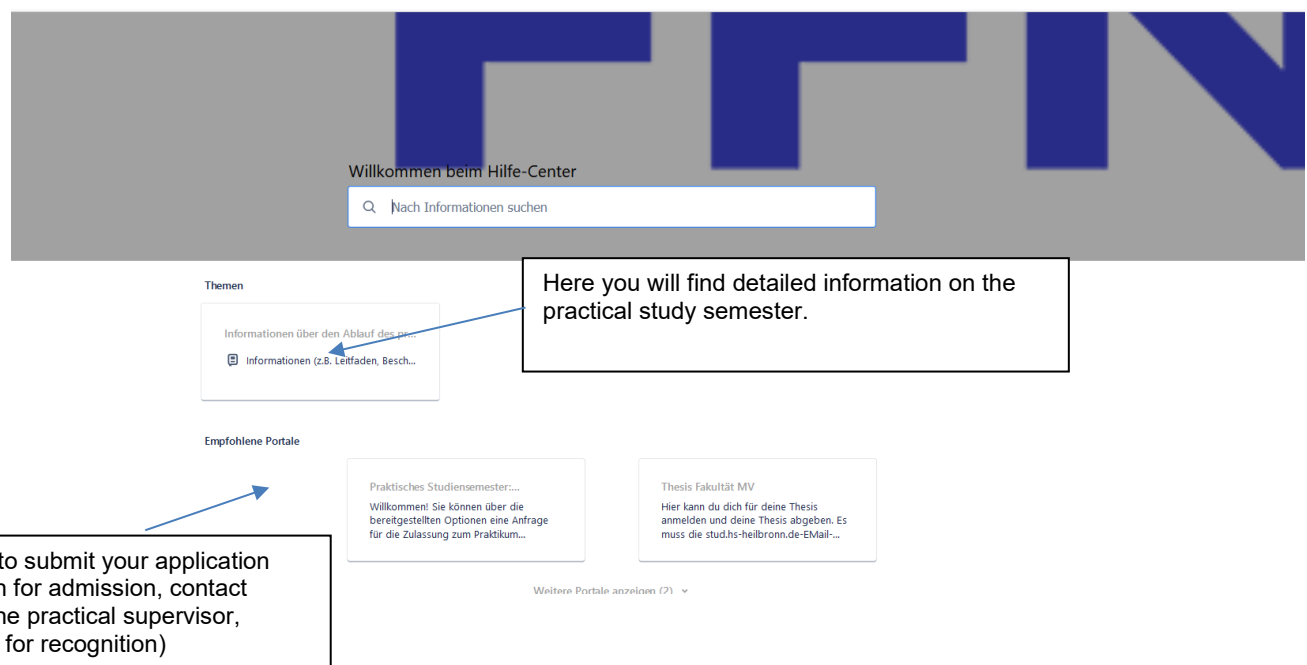 Willkommen beim Hilfe-Center
Nach Informationen suchen
Here you will find detailed information on the
practical study semester.
Themen
Informationen über den Ablauf des pr...
Informationen (z.B. Leitfaden, Besch...
Empfohlene Portale
Praktisches Studiensemester:...
Willkommen! Sie können über die
bereitgestellten Optionen eine Anfrage
für die Zulassung zum Praktikum...
Thesis Fakultät MV
Hier kann du dich für deine Thesis
anmelden und deine Thesis abgeben. Es
muss die stud.hs-heilbronn.de-EMail-...
Weitere Portale anzeigen (2)
to submit your application
for admission, contact
practical supervisor,
for recognition)